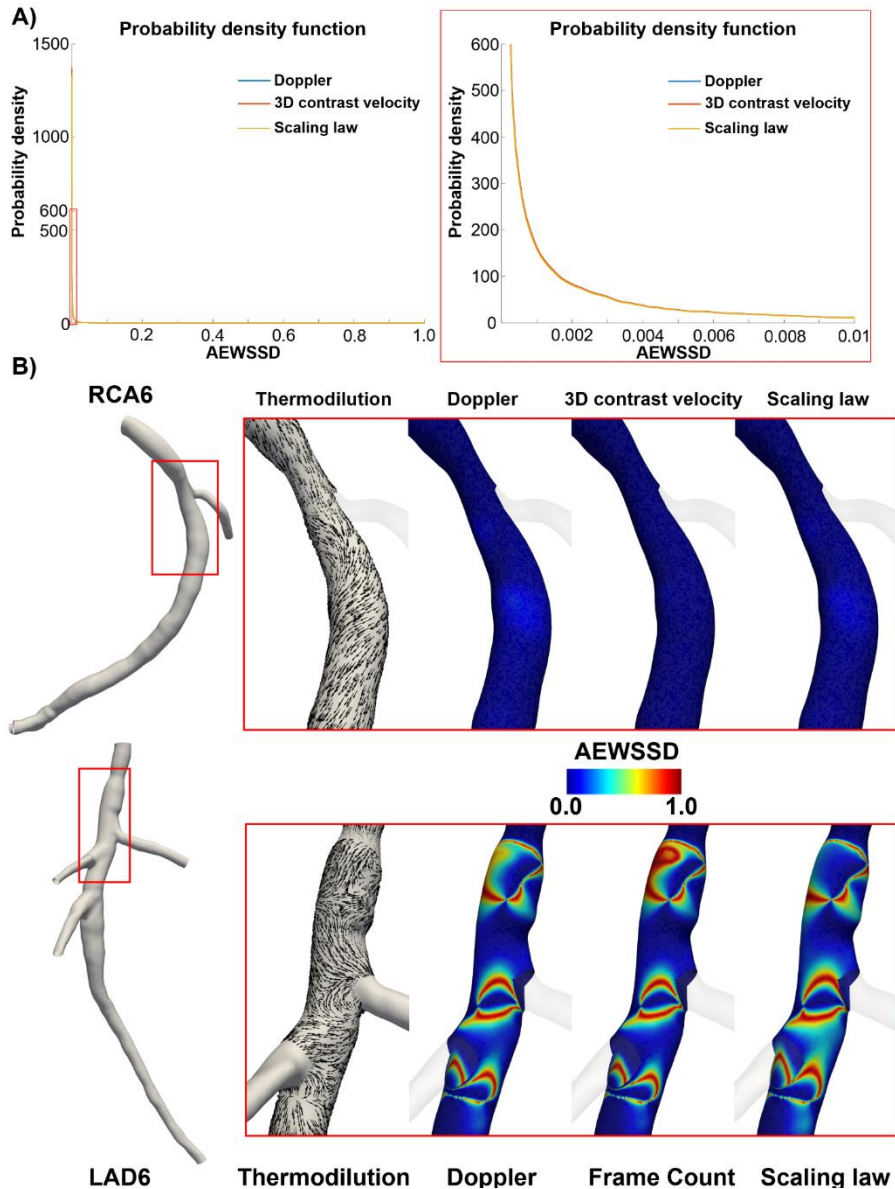 A)
Probability density function
1500
1000
600
500
0
Probability density
Doppler
3D contrast velocity
Scaling law
0.2
0.4
0.6
0.8
1.0
AEWSSD
Probability density function
600
500
400
300
200
100
0
Probability density
Doppler
3D contrast velocity
Scaling law
0.002
0.004
0.006
0.008
0.01
AEWSSD
B)
RCA6
Thermodilution
Doppler
3D contrast velocity
Scaling law
AEWSSD
0.0
1.0
LAD6
Thermodilution
Doppler
Frame Count
Scaling law